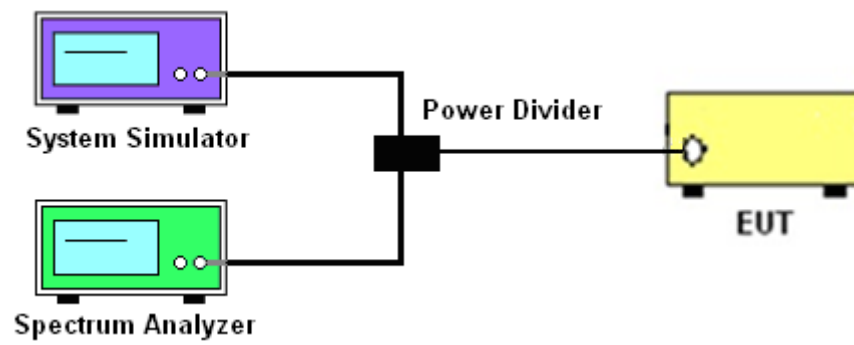 System Simulator
Power Divider
EUT
Spectrum Analyzer